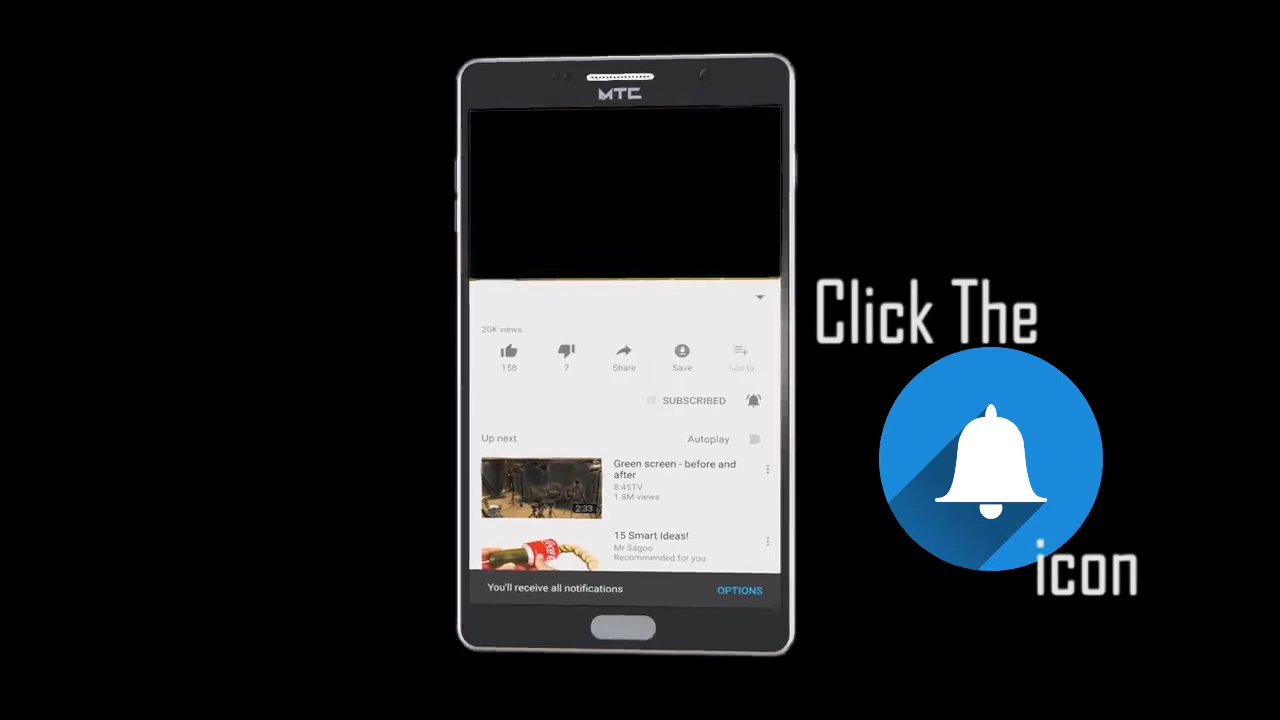 MTC
20K views
158
7
Share
Save
Add to
SUBSCRIBED
Up next
Autoplay
Green screen - before and
after
8:45TV
1.8M views
2:33
15 Smart Ideas!
Mr.Sagoo
Recommended for you
You'll receive all notifications
OPTIONS
Click The
icon